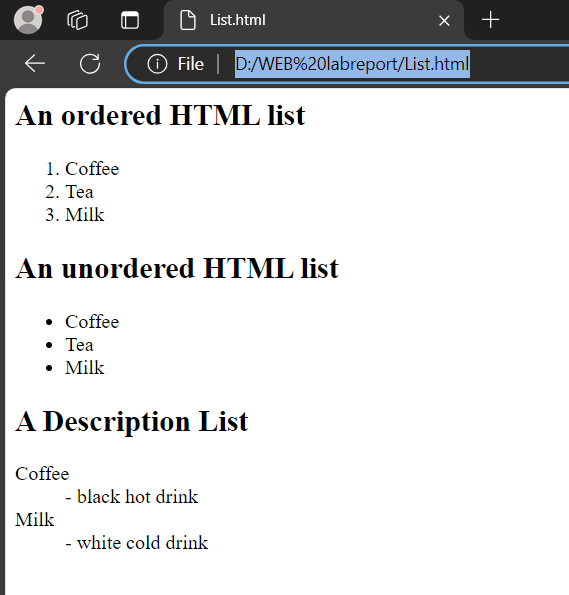 List.html
File | D:/WEB%20labreport/List.html
An ordered HTML list
1. Coffee
2. Tea
3. Milk
An unordered HTML list
• Coffee
• Tea
• Milk
A Description List
Coffee
- black hot drink
Milk
- white cold drink